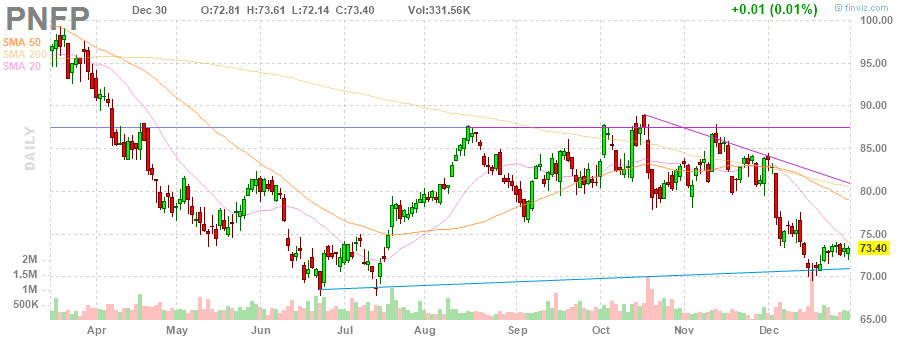 PNFP Dec 30 O:72.81 H:73.61 L:72.14 C:73.40 Vol:331.56K +0.01 (0.01%) © finviz.com
SMA 50
SMA 200
SMA 20
DAILY
100.00
95.00
90.00
85.00
80.00
75.00
73.40
70.00
65.00
2M
1.5M
1M
500K
Apr May Jun Jul Aug Sep Oct Nov Dec